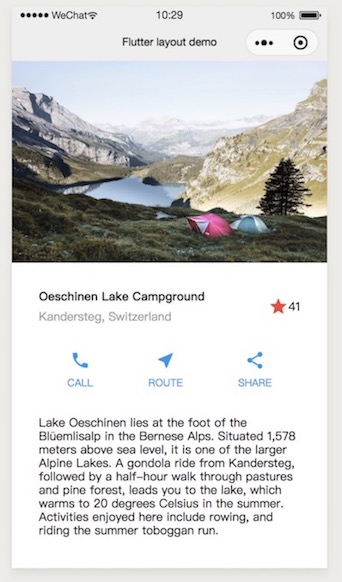 WeChat 10:29 100%
Flutter layout demo
Oeschinen Lake Campground
41
Kandersteg, Switzerland
CALL ROUTE SHARE
Lake Oeschinen lies at the foot of the
Blüemlisalp in the Bernese Alps. Situated 1,578
meters above sea level, it is one of the larger
Alpine Lakes. A gondola ride from Kandersteg,
followed by a half-hour walk through pastures
and pine forest, leads you to the lake, which
warms to 20 degrees Celsius in the summer.
Activities enjoyed here include rowing, and
riding the summer toboggan run.